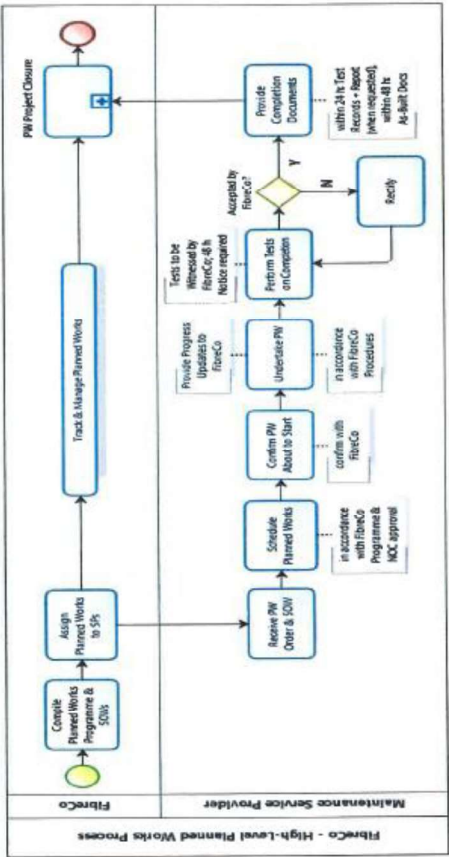 FibreCo - High-Level Planned Works Process
FibreCo
Compile
Planned Works
Programme &
SOWs
Assign
Planned Works
to SPs
Track & Manage Planned Works
PW Project Closure
Maintenance Service Provider
Receive PW
Order & SOW
Schedule
Planned Works
in accordance
with FibreCo
Programme &
NOC approval
Confirm PW
About to Start
confirm with
FibreCo
Provide Progress
Updates to
FibreCo
Undertake PW
in accordance
with FibreCo
Procedures
Tests to be
Witnessed by
FibreCo; 48 h
Notice required
Perform Tests
on Completion
Accepted by
FibreCo?
Y
N
Rectify
Provide
Completion
Documents
within 24 h: Test
Records + Report
(when requested),
within 48 h:
As-Built Docs